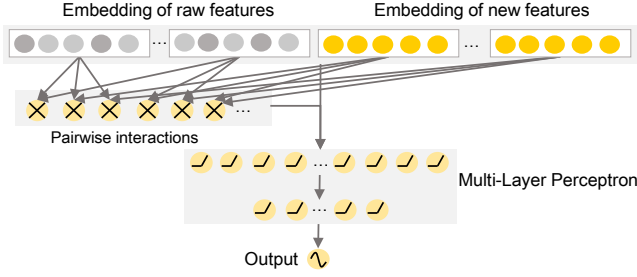 Embedding of raw features
Embedding of new features
... ...
...
Pairwise interactions
...
Multi-Layer Perceptron
...
Output